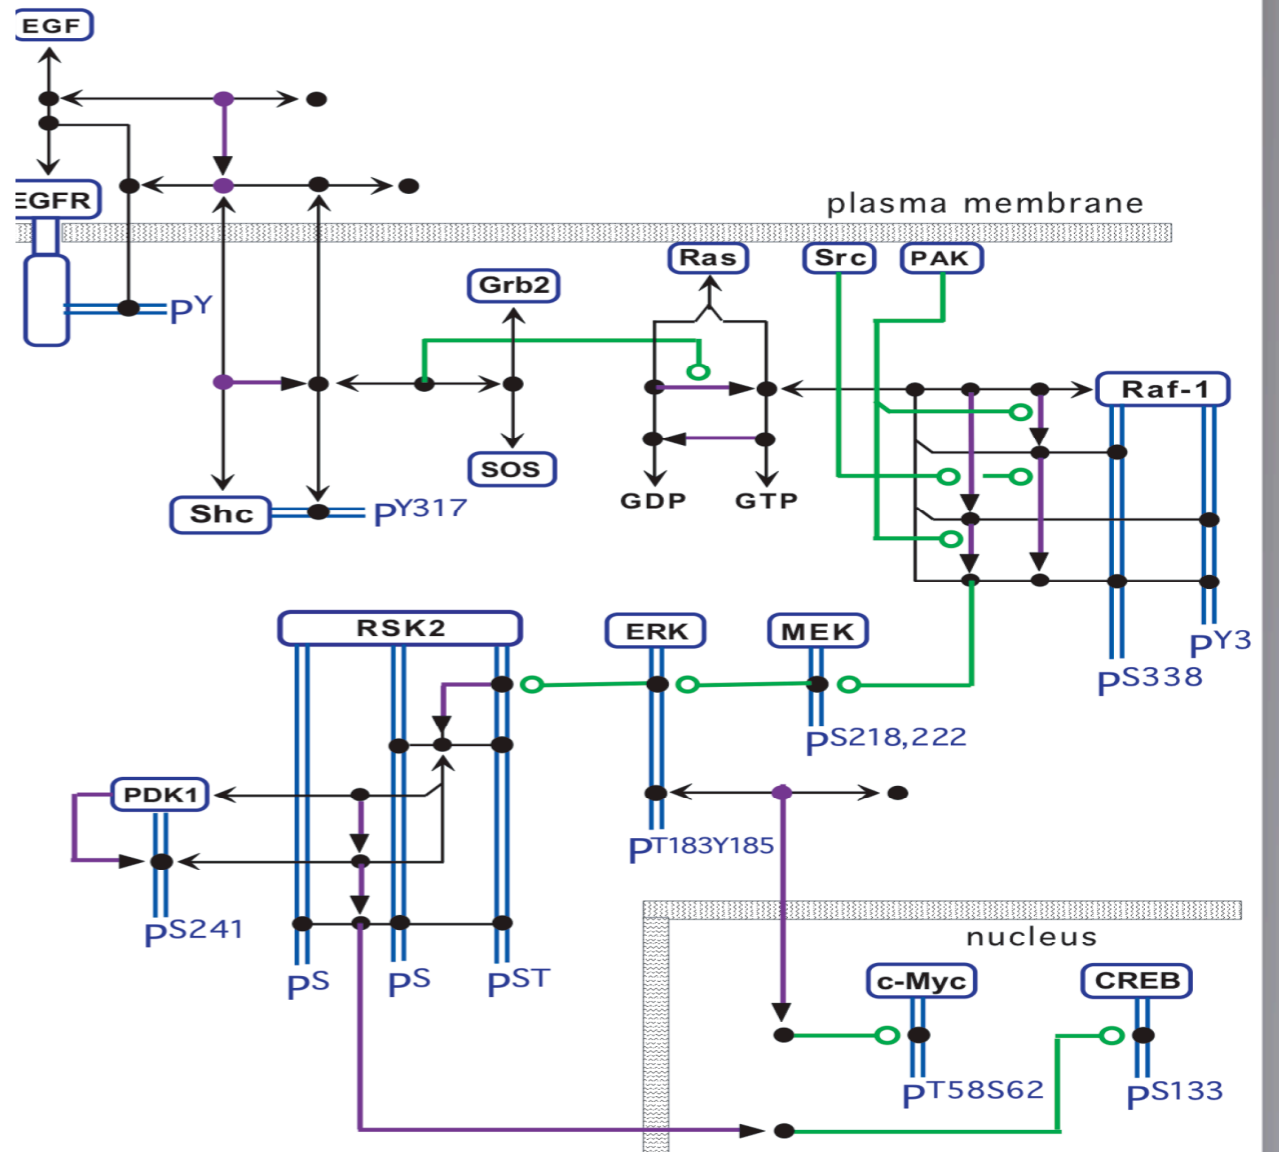 EGF
EGFR
plasma membrane
Ras
Src
PAK
Grb2
PY
Raf-1
SOS
GDP
GTP
Shc
PY317
RSK2
ERK
MEK
PY3
PS338
PS218,222
PDK1
PT183Y185
PS241
nucleus
PS
PS
PST
c-Myc
CREB
PT58S62
PS133